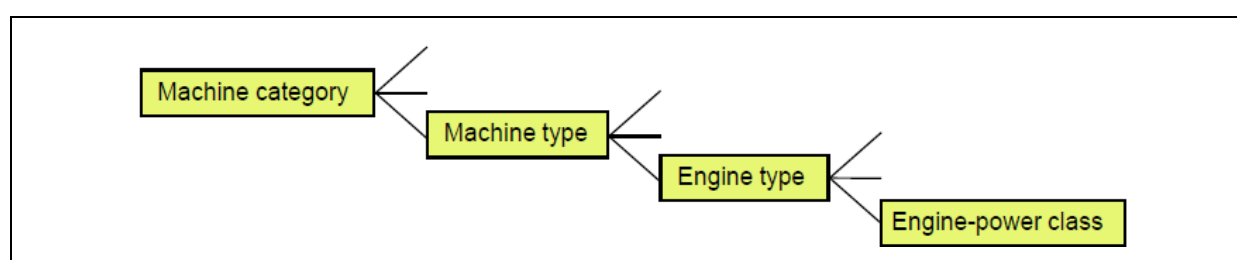 Machine category
Machine type
Engine type
Engine-power class